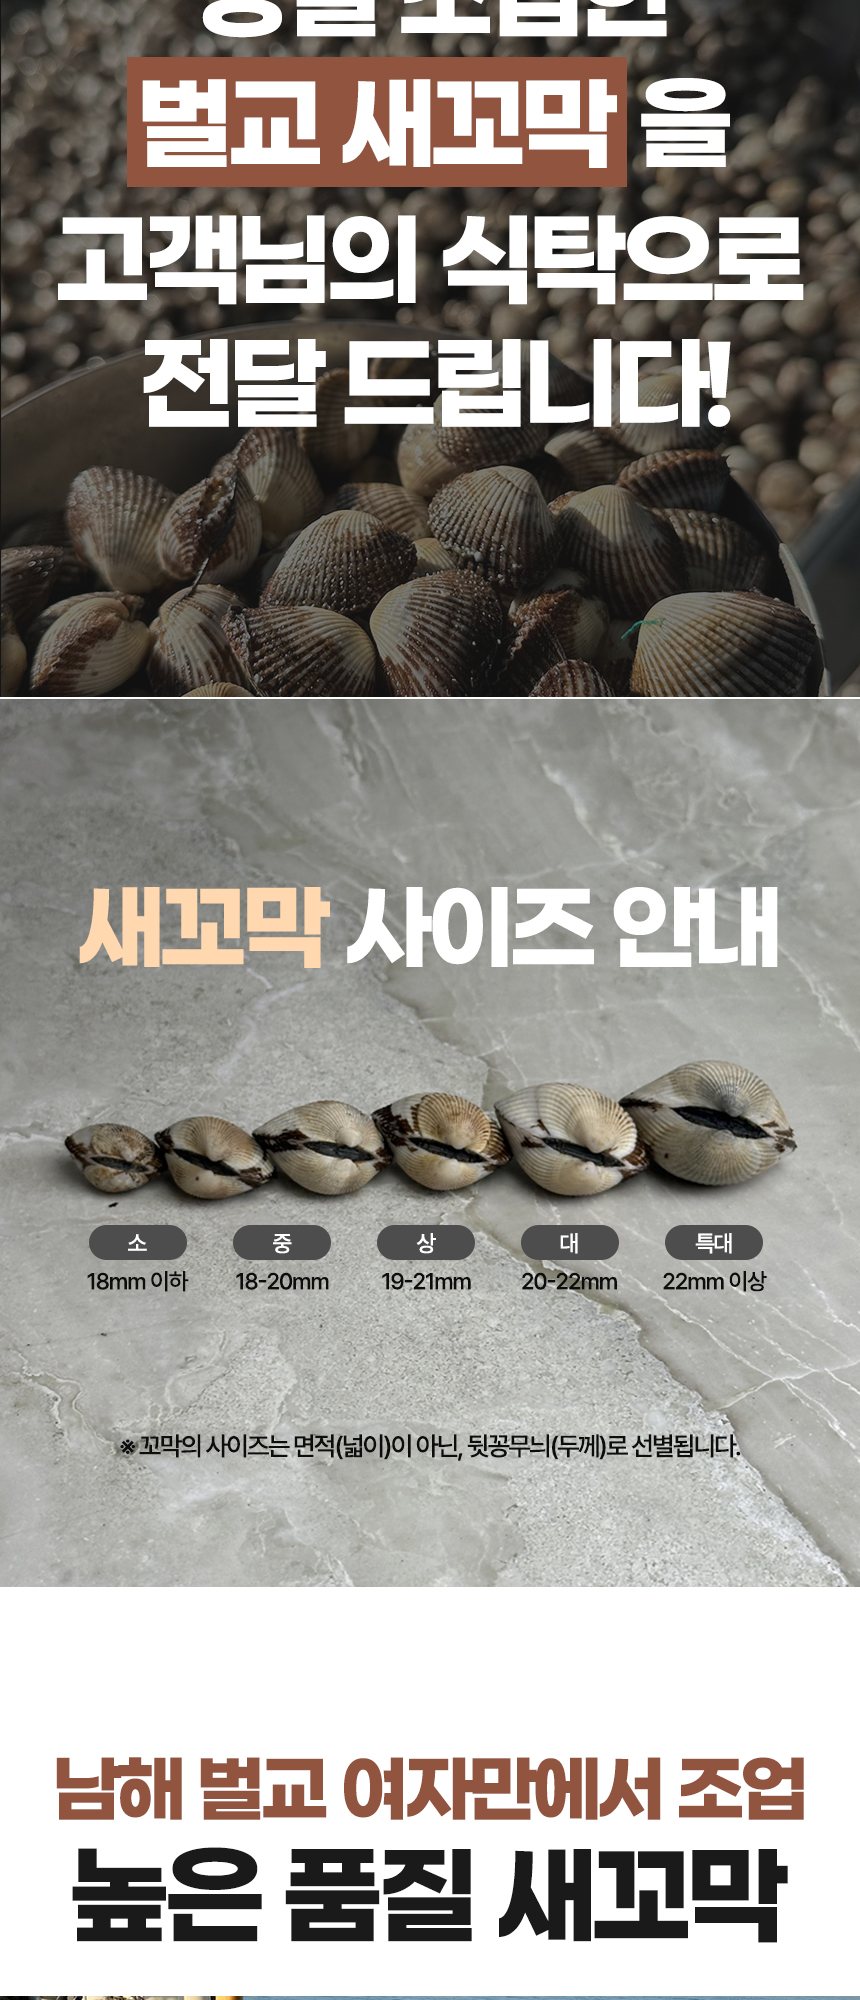 벌교 새꼬막을
고객님의 식탁으로
전달 드립니다!
새꼬막 사이즈 안내
소 중 상 대 특대
18mm 이하 18-20mm 19-21mm 20-22mm 22mm 이상
※ 꼬막의 사이즈는 면적(넓이)이 아닌, 뒷꽁무늬(두께)로 선별됩니다.
남해 벌교 여자만에서 조업
높은 품질 새꼬막